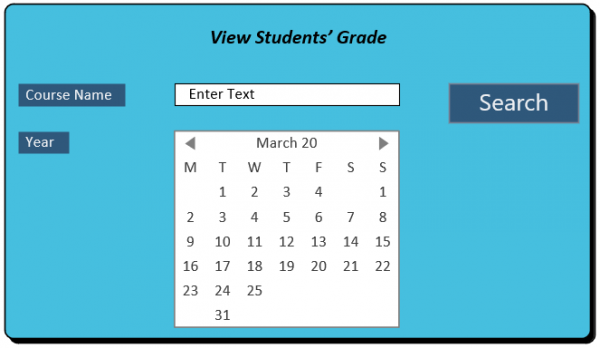 View Students’ Grade
Course Name
Enter Text
Search
Year
March 20
M T W T F S S
1 2 3 4 1
2 3 4 5 6 7 8
9 10 11 12 13 14 15
16 17 18 19 20 21 22
23 24 25
31